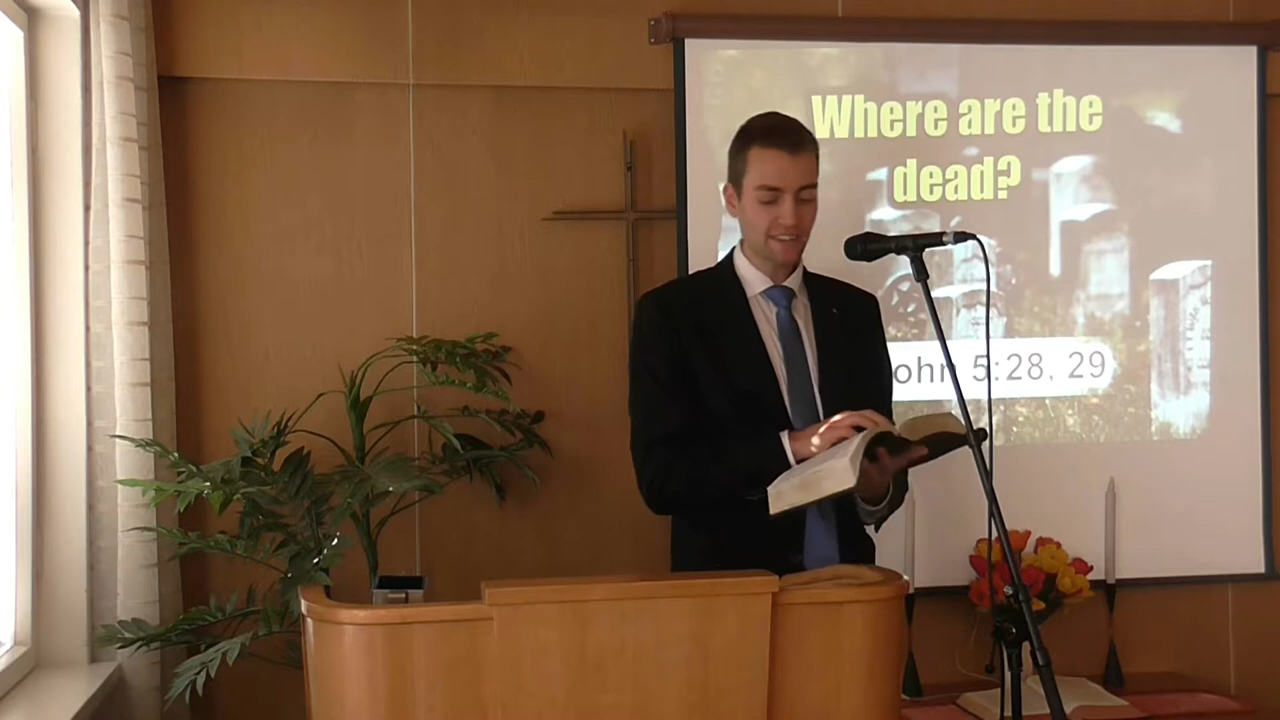 Where are the
dead?
ohn 5:28, 29